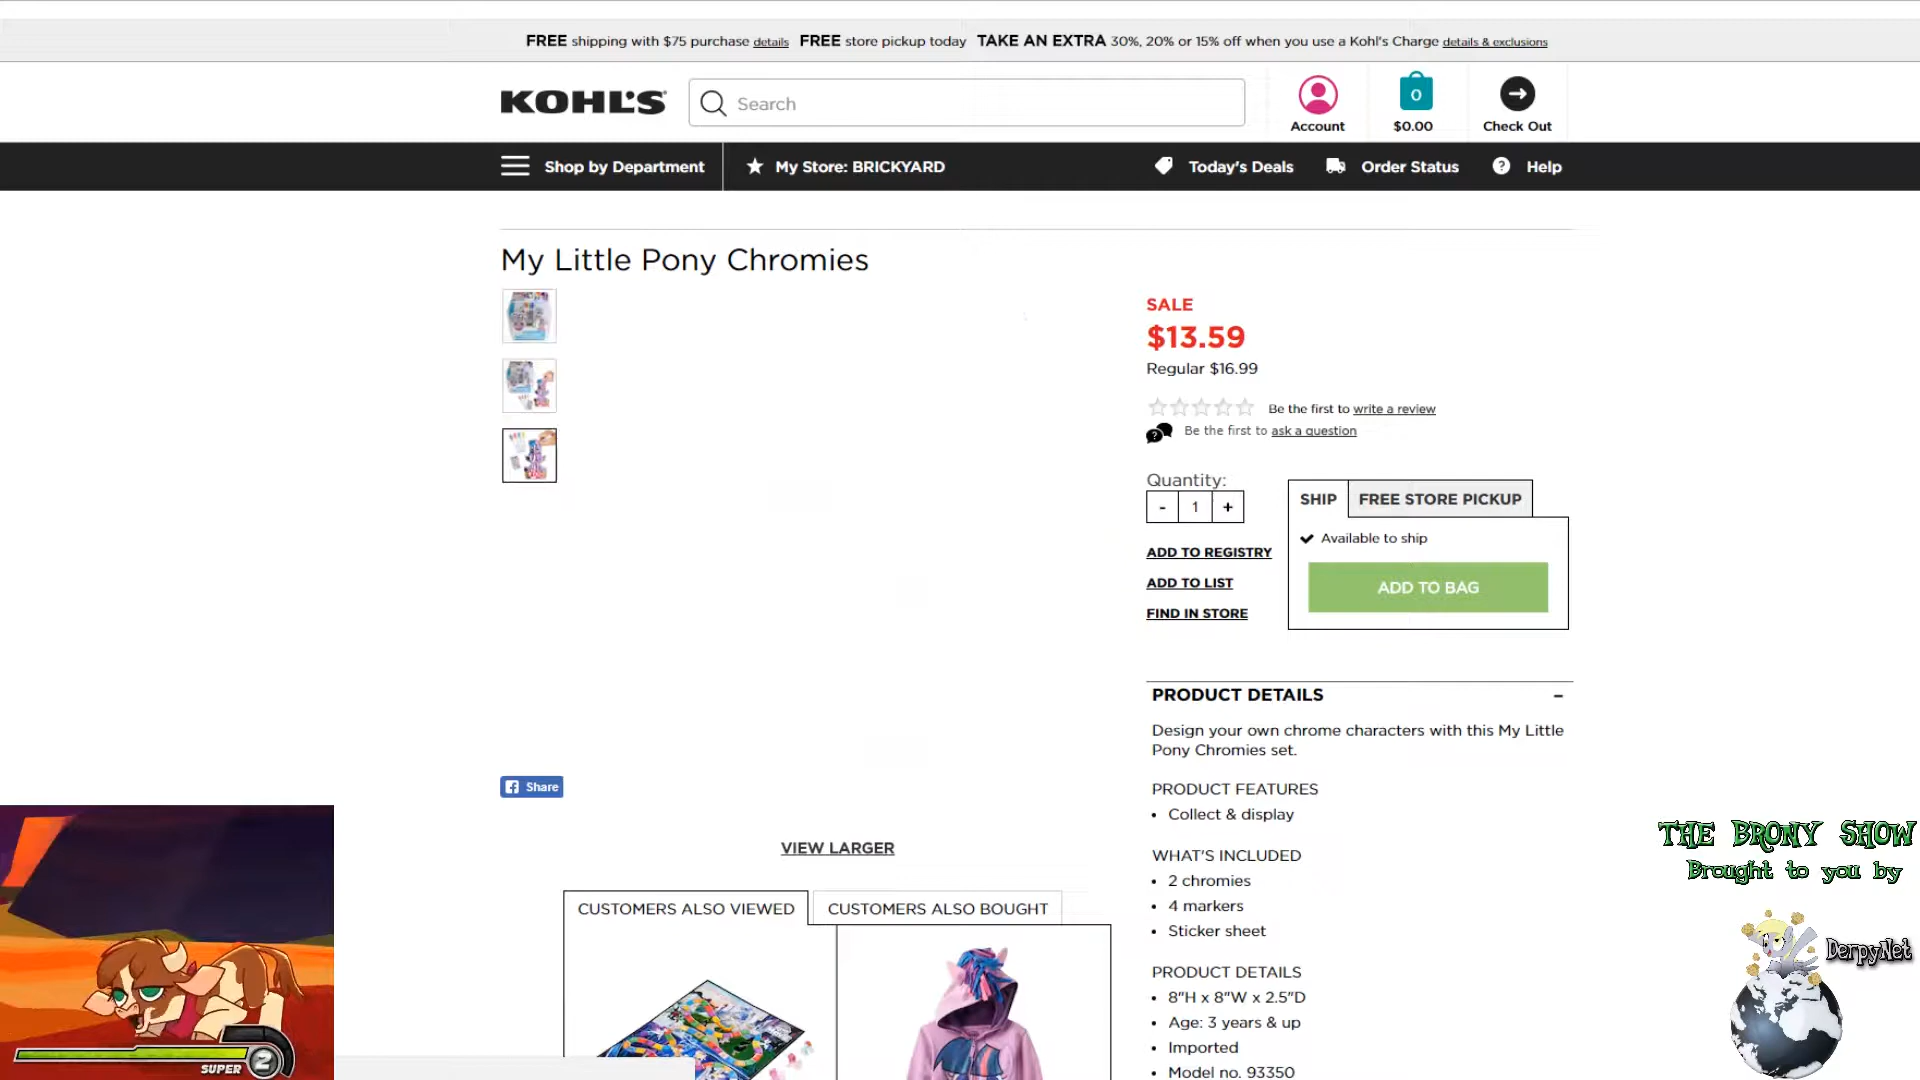 FREE shipping with $75 purchase details FREE store pickup today TAKE AN EXTRA 30%, 20% or 15% off when you use a Kohl's Charge details & exclusions
KOHL'S
Search
0
Account
$0.00
Check Out
Shop by Department
My Store: BRICKYARD
Today's Deals
Order Status
? Help
My Little Pony Chromies
SALE
$13.59
Regular $16.99
Be the first to write a review
? Be the first to ask a question
Quantity:
- 1 +
SHIP
FREE STORE PICKUP
Available to ship
ADD TO BAG
ADD TO REGISTRY
ADD TO LIST
FIND IN STORE
PRODUCT DETAILS
Design your own chrome characters with this My Little
Pony Chromies set.
PRODUCT FEATURES
• Collect & display
WHAT'S INCLUDED
• 2 chromies
• 4 markers
• Sticker sheet
PRODUCT DETAILS
• 8"H x 8"W x 2.5"D
• Age: 3 years & up
• Imported
• Model no. 93350
Share
VIEW LARGER
CUSTOMERS ALSO VIEWED
CUSTOMERS ALSO BOUGHT
SUPER 2
THE BRONY SHOW
Brought to you by
DerpyNet